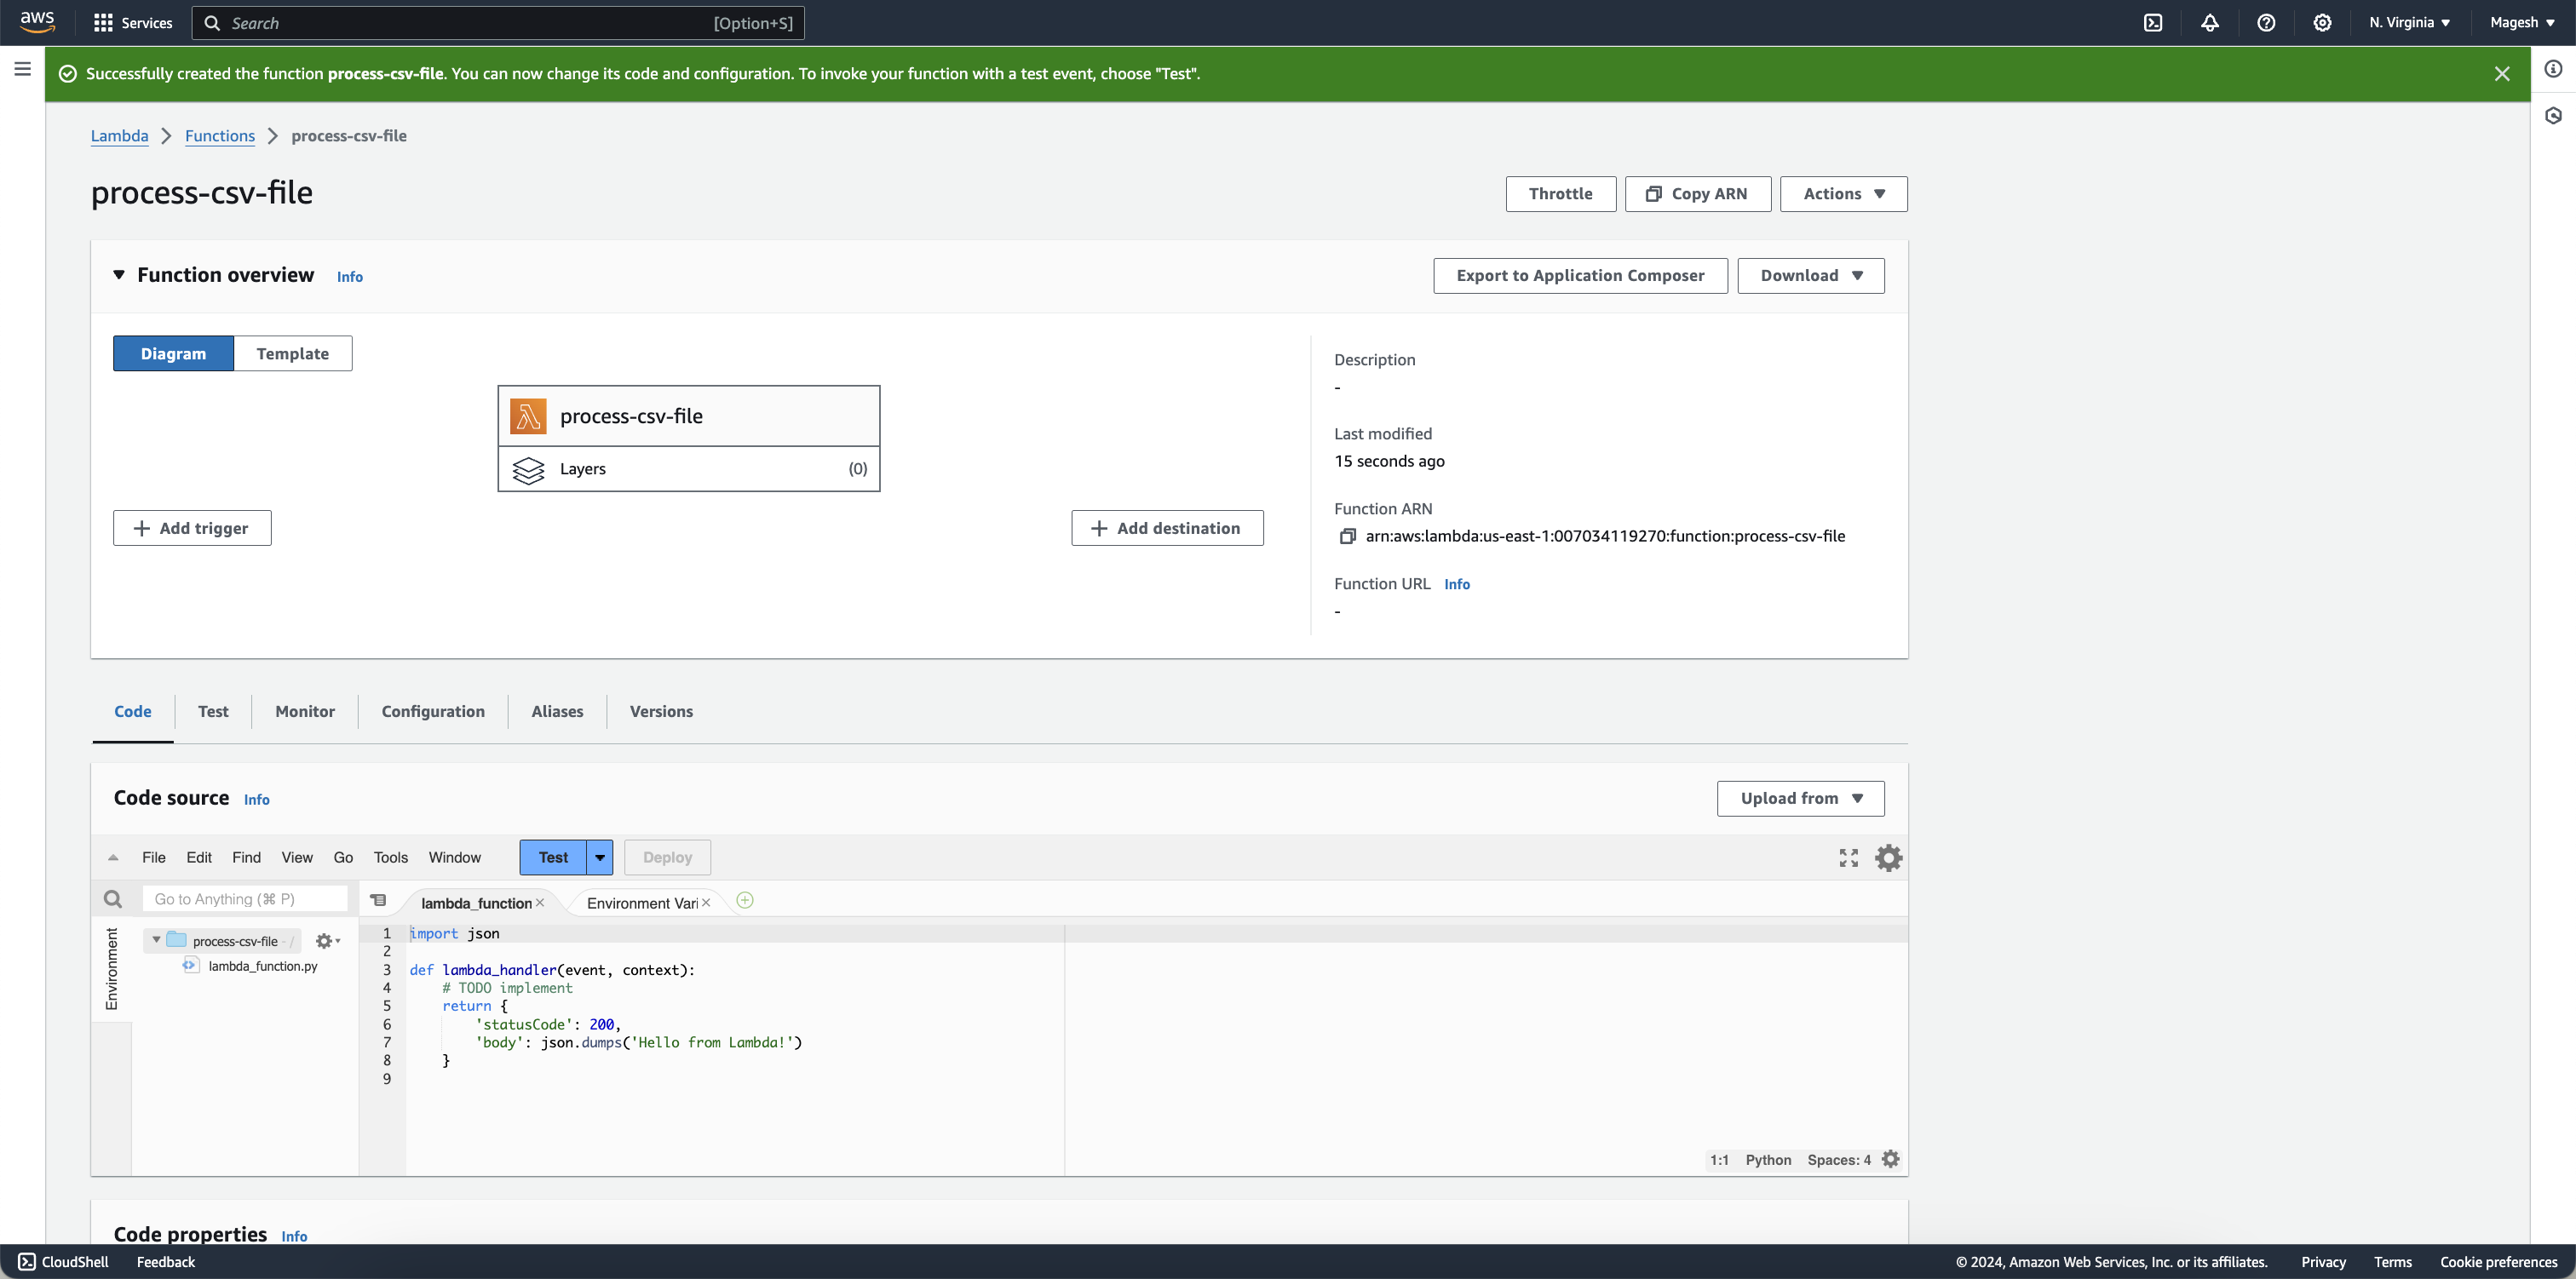 aws Services Search [Option+S] N. Virginia Magesh
Successfully created the function process-csv-file. You can now change its code and configuration. To invoke your function with a test event, choose "Test".
Lambda Functions process-csv-file
process-csv-file
Throttle Copy ARN Actions
Function overview Info
Export to Application Composer Download
Diagram Template
process-csv-file
Layers (0)
Add trigger
Add destination
Description
-
Last modified
15 seconds ago
Function ARN
arn:aws:lambda:us-east-1:007034119270:function:process-csv-file
Function URL Info
-
Code Test Monitor Configuration Aliases Versions
Code source Info
Upload from
File Edit Find View Go Tools Window Test Deploy
Go to Anything (⌘ P)
lambda_function Environment Vari
Environment
process-csv-file - /
lambda_function.py
1 import json
2
3 def lambda_handler(event, context):
4 # TODO implement
5 return {
6 'statusCode': 200,
7 'body': json.dumps('Hello from Lambda!')
8 }
9
1:1 Python Spaces: 4
Code properties Info
CloudShell Feedback © 2024, Amazon Web Services, Inc. or its affiliates. Privacy Terms Cookie preferences